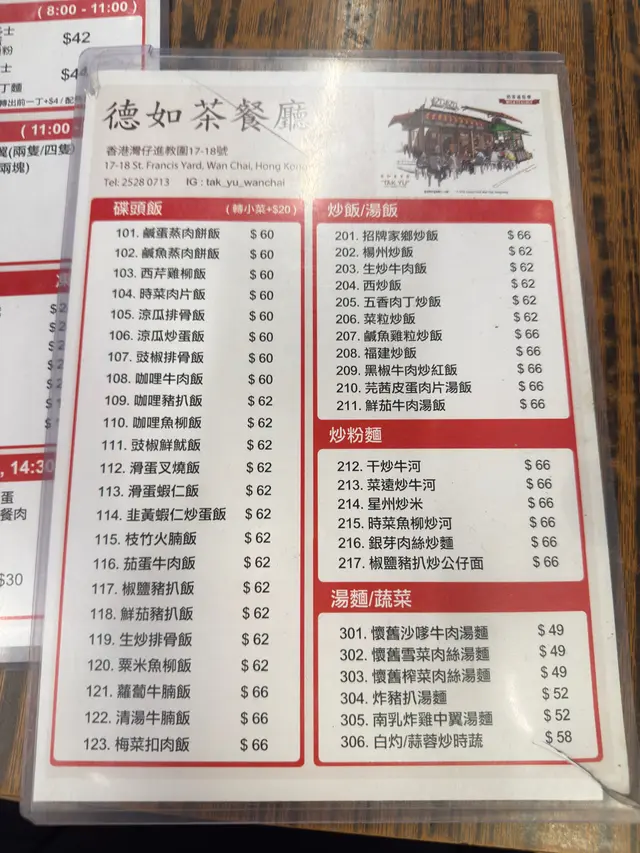 (8:00 - 11:00)
$42
丁麵
(11:00
(兩隻/四隻)
兩塊)
, 14:30
蛋
餐肉
$30
德如茶餐廳
香港灣仔進教圍17-18號
17-18 St. Francis Yard, Wan Chai, Hong Kong
Tel: 2528 0713 IG : tak_yu_wanchai
"TAK YU"
碟頭飯 (轉小菜+$20)
101. 鹹蛋蒸肉餅飯 $ 60
102. 鹹魚蒸肉餅飯 $ 60
103. 西芹雞柳飯 $ 60
104. 時菜肉片飯 $ 60
105. 涼瓜排骨飯 $ 60
106. 涼瓜炒蛋飯 $ 60
107. 豉椒排骨飯 $ 60
108. 咖哩牛肉飯 $ 60
109. 咖哩豬扒飯 $ 62
110. 咖哩魚柳飯 $ 62
111. 豉椒鮮魷飯 $ 62
112. 滑蛋叉燒飯 $ 62
113. 滑蛋蝦仁飯 $ 62
114. 韭黃蝦仁炒蛋飯 $ 62
115. 枝竹火腩飯 $ 62
116. 茄蛋牛肉飯 $ 62
117. 椒鹽豬扒飯 $ 62
118. 鮮茄豬扒飯 $ 62
119. 生炒排骨飯 $ 62
120. 粟米魚柳飯 $ 62
121. 蘿蔔牛腩飯 $ 66
122. 清湯牛腩飯 $ 66
123. 梅菜扣肉飯 $ 66
炒飯/湯飯
201. 招牌家鄉炒飯 $ 66
202. 楊州炒飯 $ 62
203. 生炒牛肉飯 $ 62
204. 西炒飯 $ 62
205. 五香肉丁炒飯 $ 62
206. 菜粒炒飯 $ 62
207. 鹹魚雞粒炒飯 $ 66
208. 福建炒飯 $ 66
209. 黑椒牛肉炒紅飯 $ 66
210. 芫茜皮蛋肉片湯飯 $ 66
211. 鮮茄牛肉湯飯 $ 66
炒粉麵
212. 干炒牛河 $ 66
213. 菜遠炒牛河 $ 66
214. 星州炒米 $ 66
215. 時菜魚柳炒河 $ 66
216. 銀芽肉絲炒麵 $ 66
217. 椒鹽豬扒炒公仔面 $ 66
湯麵/蔬菜
301. 懷舊沙嗲牛肉湯麵 $ 49
302. 懷舊雪菜肉絲湯麵 $ 49
303. 懷舊榨菜肉絲湯麵 $ 49
304. 炸豬扒湯麵 $ 52
305. 南乳炸雞中翼湯麵 $ 52
306. 白灼/蒜蓉炒時蔬 $ 58